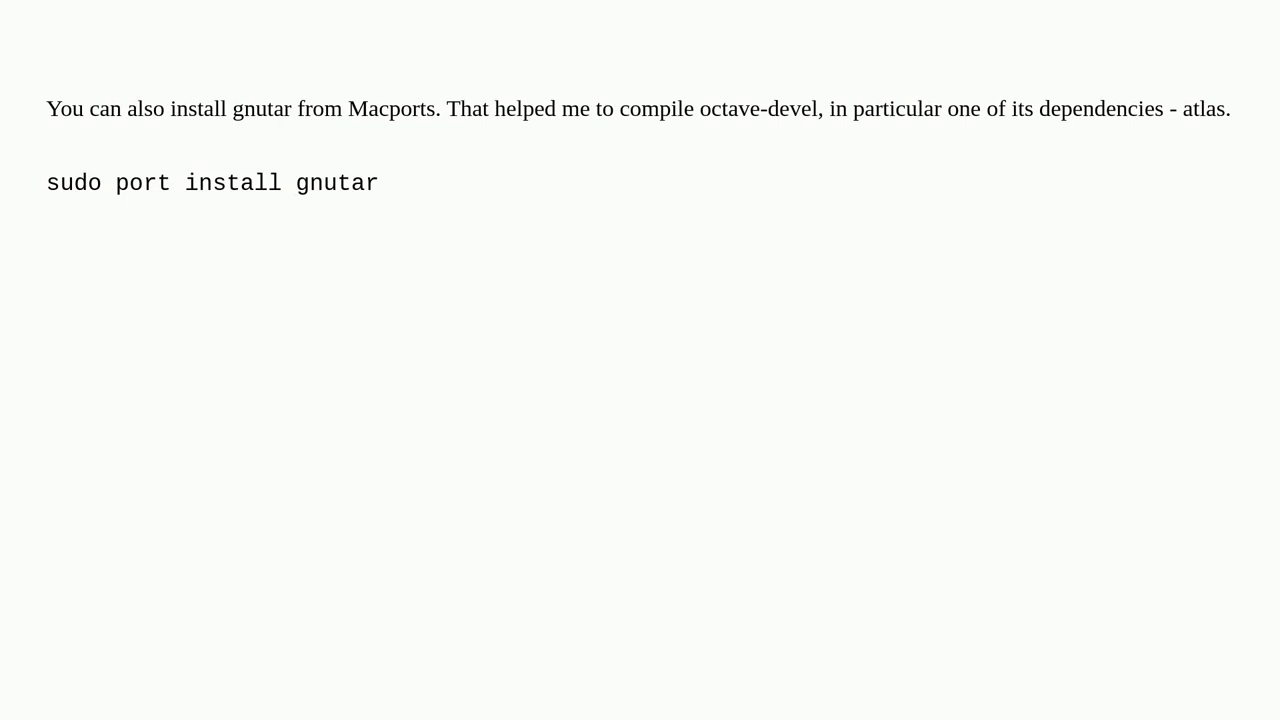 You can also install gnutar from Macports. That helped me to compile octave-devel, in particular one of its dependencies - atlas.
sudo port install gnutar